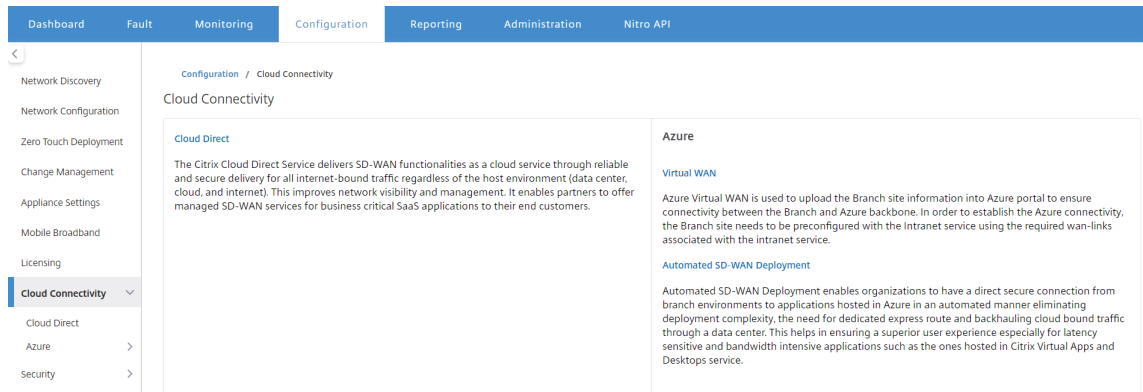 Dashboard Fault Monitoring Configuration Reporting Administration Nitro API
Network Discovery
Network Configuration
Zero Touch Deployment
Change Management
Appliance Settings
Mobile Broadband
Licensing
Cloud Connectivity
Cloud Direct
Azure
Security
Configuration / Cloud Connectivity
Cloud Connectivity
Cloud Direct
The Citrix Cloud Direct Service delivers SD-WAN functionalities as a cloud service through reliable
and secure delivery for all internet-bound traffic regardless of the host environment (data center,
cloud, and internet). This improves network visibility and management. It enables partners to offer
managed SD-WAN services for business critical SaaS applications to their end customers.
Azure
Virtual WAN
Azure Virtual WAN is used to upload the Branch site information into Azure portal to ensure
connectivity between the Branch and Azure backbone. In order to establish the Azure connectivity,
the Branch site needs to be preconfigured with the Intranet service using the required wan-links
associated with the intranet service.
Automated SD-WAN Deployment
Automated SD-WAN Deployment enables organizations to have a direct secure connection from
branch environments to applications hosted in Azure in an automated manner eliminating
deployment complexity, the need for dedicated express route and backhauling cloud bound traffic
through a data center. This helps in ensuring a superior user experience especially for latency
sensitive and bandwidth intensive applications such as the ones hosted in Citrix Virtual Apps and
Desktops service.